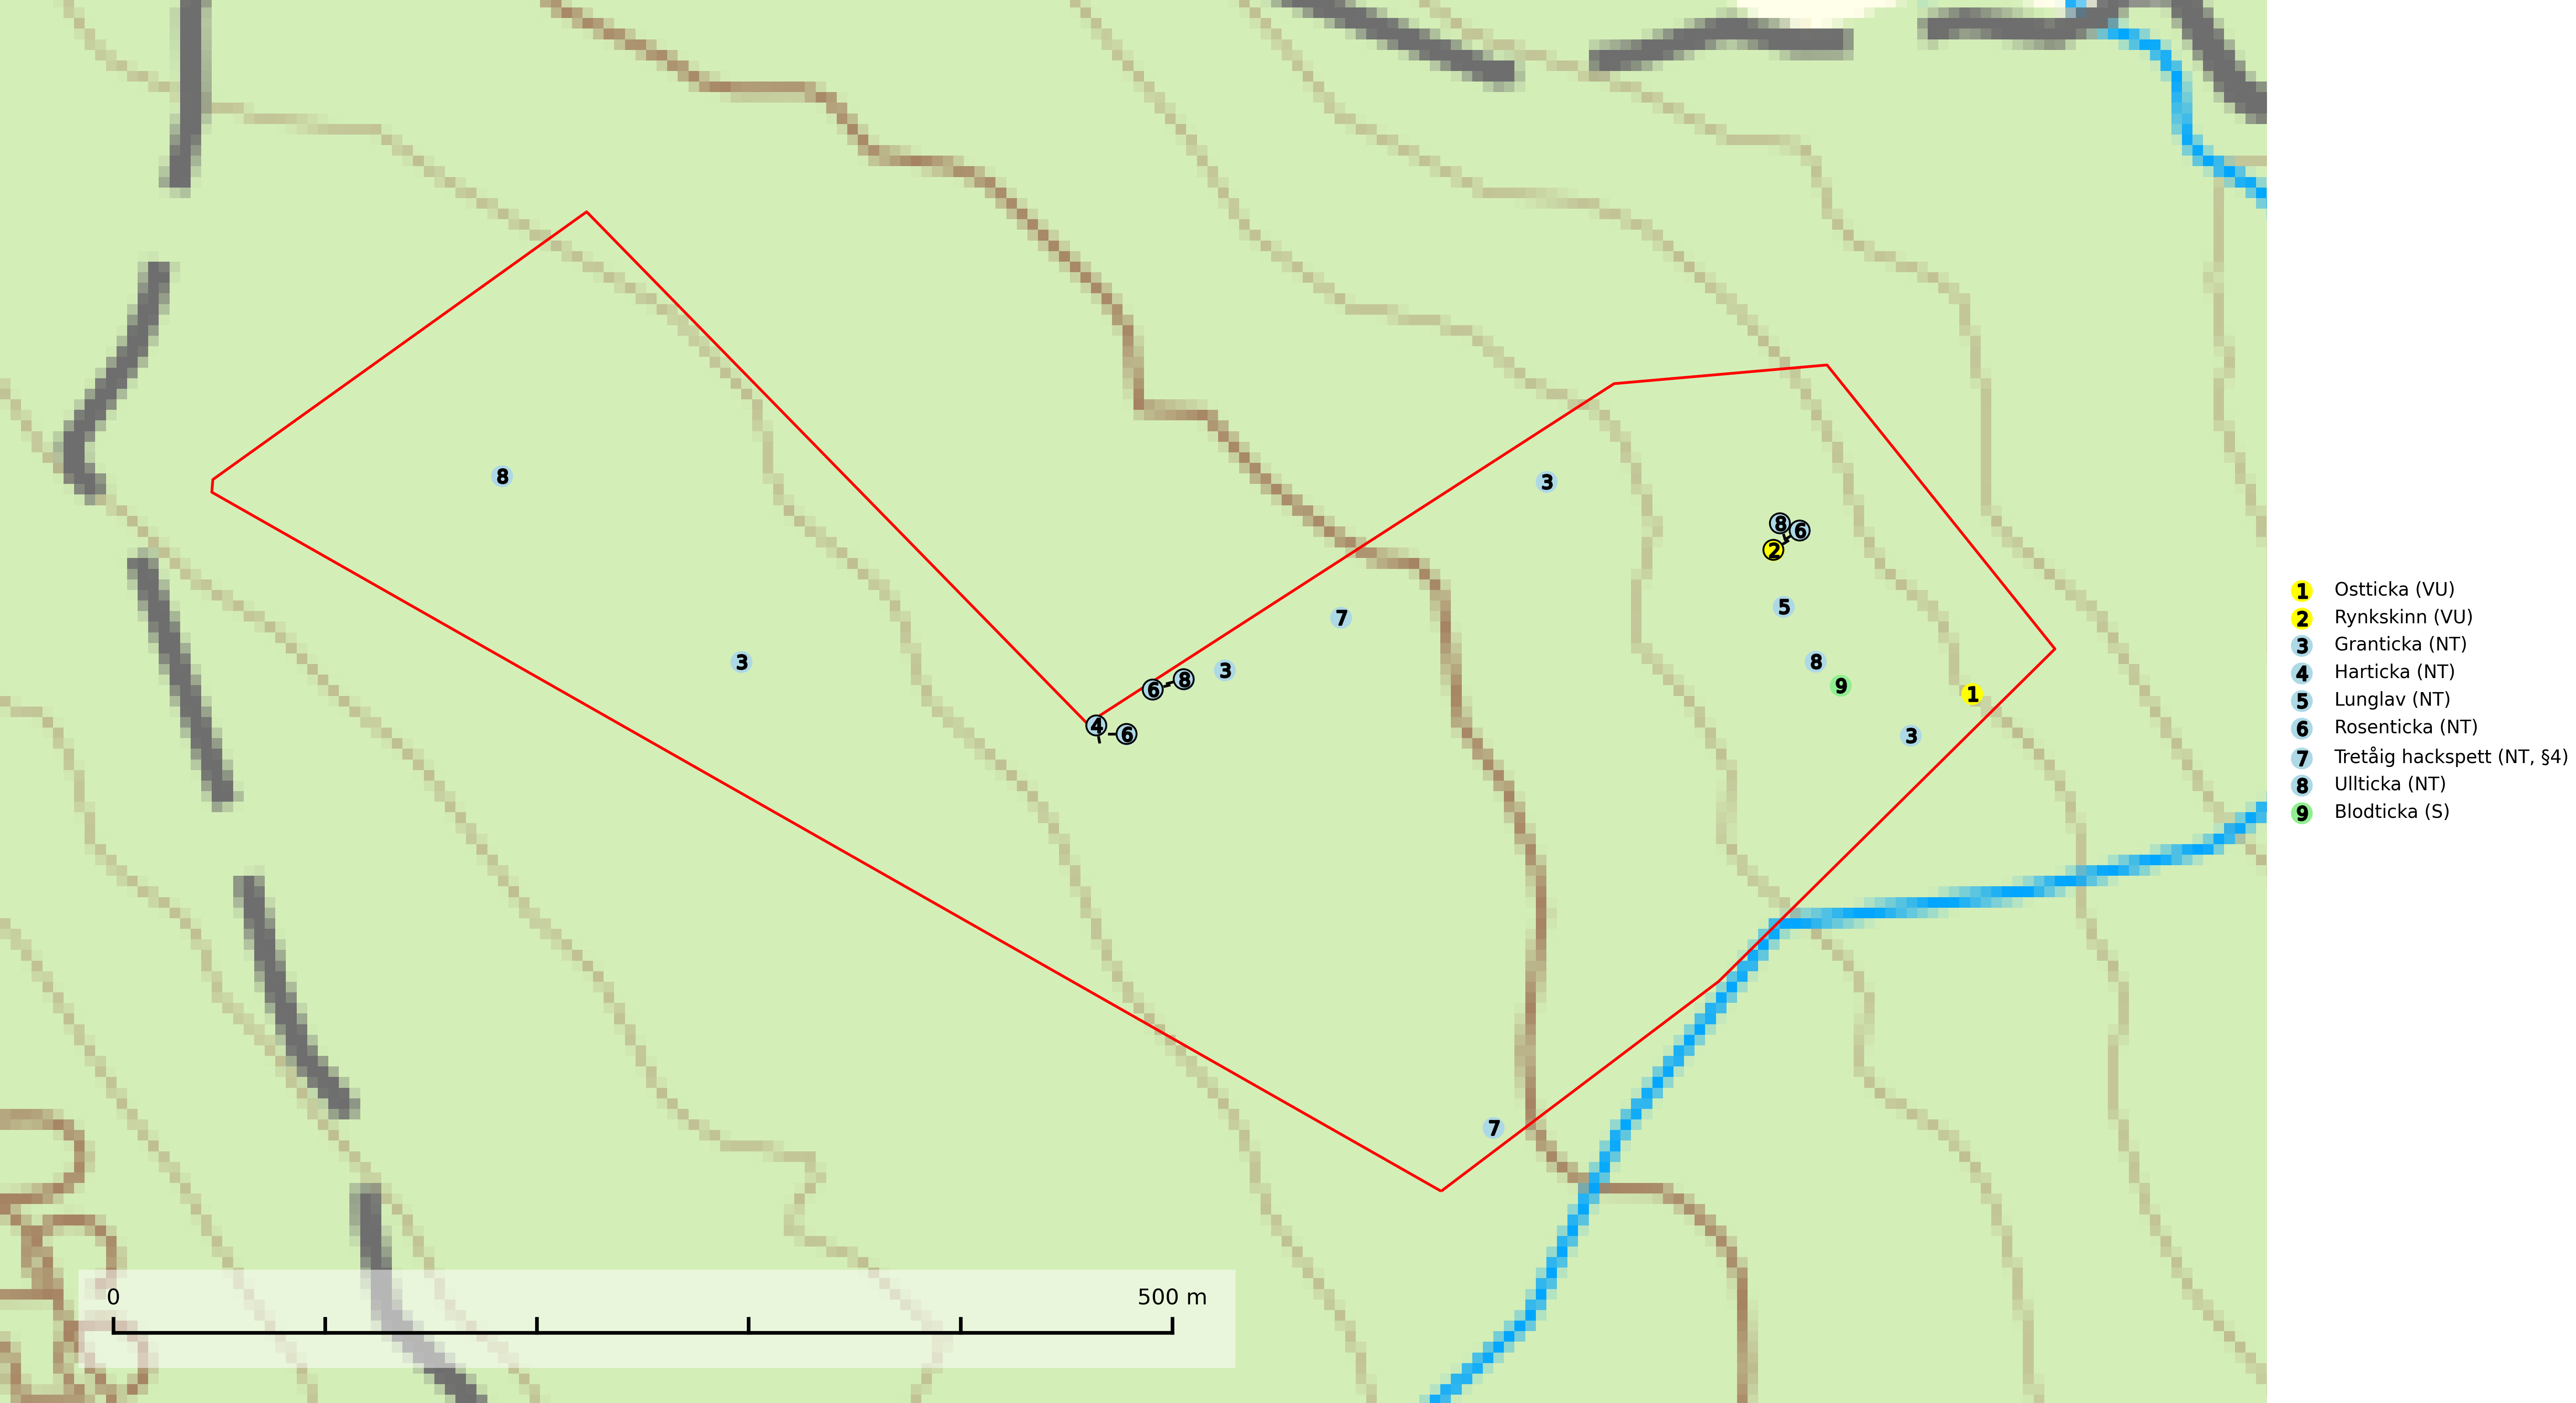 3
8
8
6
2
7
5
3
3
8
6
8
9
1
4
6
3
7
0
500 m
1 Ostticka (VU)
2 Rynkskinn (VU)
3 Granticka (NT)
4 Harticka (NT)
5 Lunglav (NT)
6 Rosenticka (NT)
7 Tretåig hackspett (NT, §4)
8 Ullticka (NT)
9 Blodticka (S)